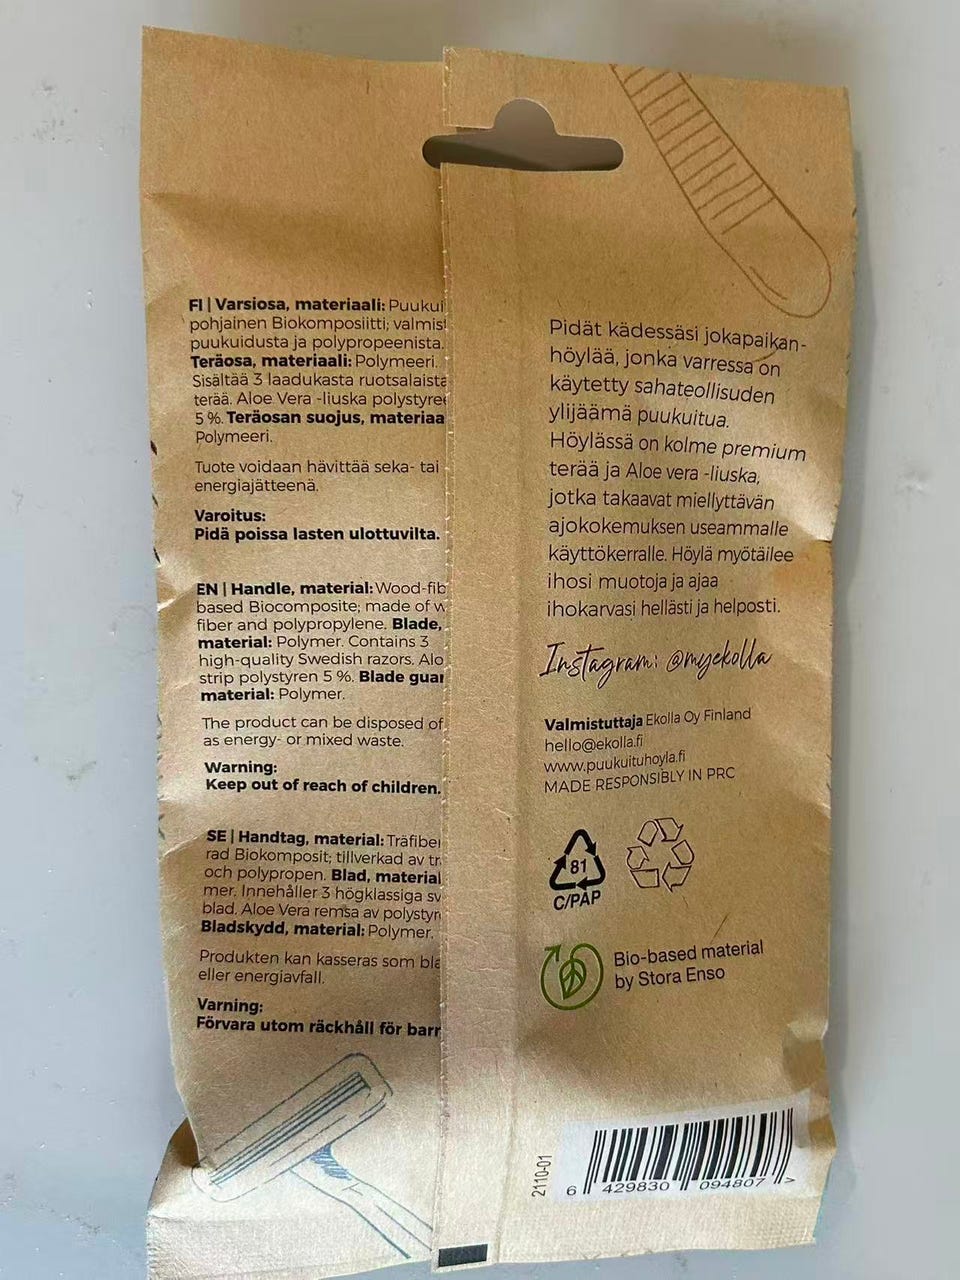 FI | Varsiosa, materiaali: Puukui
pohjainen Biokomposiitti; valmist
puukuidusta ja polypropeenista.
Teräosa, materiaali: Polymeeri.
Sisältää 3 laadukasta ruotsalaista
terää. Aloe Vera -liuska polystyree
5 %. Teräosan suojus, materiaa
Polymeeri.
Tuote voidaan hävittää seka- tai
energiajätteenä.
Varoitus:
Pidä poissa lasten ulottuvilta.
EN | Handle, material: Wood-fib
based Biocomposite; made of w
fiber and polypropylene. Blade,
material: Polymer. Contains 3
high-quality Swedish razors. Alo
strip polystyren 5 %. Blade guar
material: Polymer.
The product can be disposed of
as energy- or mixed waste.
Warning:
Keep out of reach of children.
SE | Handtag, material: Träfiber
rad Biokomposit; tillverkad av tr
och polypropen. Blad, material
mer. Innehåller 3 högklassiga sv
blad. Aloe Vera remsa av polystyr
Bladskydd, material: Polymer.
Produkten kan kasseras som bla
eller energiavfall.
Varning:
Förvara utom räckhåll för barr
Pidät kädessäsi jokapaikan-
höylää, jonka varressa on
käytetty sahateollisuden
ylijäämä puukuitua.
Höylässä on kolme premium
terää ja Aloe vera -liuska,
jotka takaavat miellyttävän
ajokokemuksen useammalle
käyttökerralle. Höylä myötäilee
ihosi muotoja ja ajaa
ihokarvasi hellästi ja helposti.
Instagram: @myekolla
Valmistuttaja Ekolla Oy Finland
hello@ekolla.fi
www.puukuituhoyla.fi
MADE RESPONSIBLY IN PRC
81
C/PAP
Bio-based material
by Stora Enso
2110-01
6 429830 094807 >